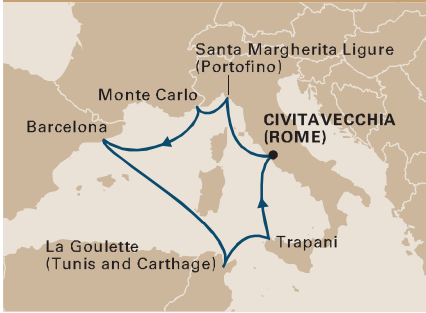 Santa Margherita Ligure
(Portofino)
Monte Carlo
CIVITAVECCHIA
(ROME)
Barcelona
Trapani
La Goulette
(Tunis and Carthage)